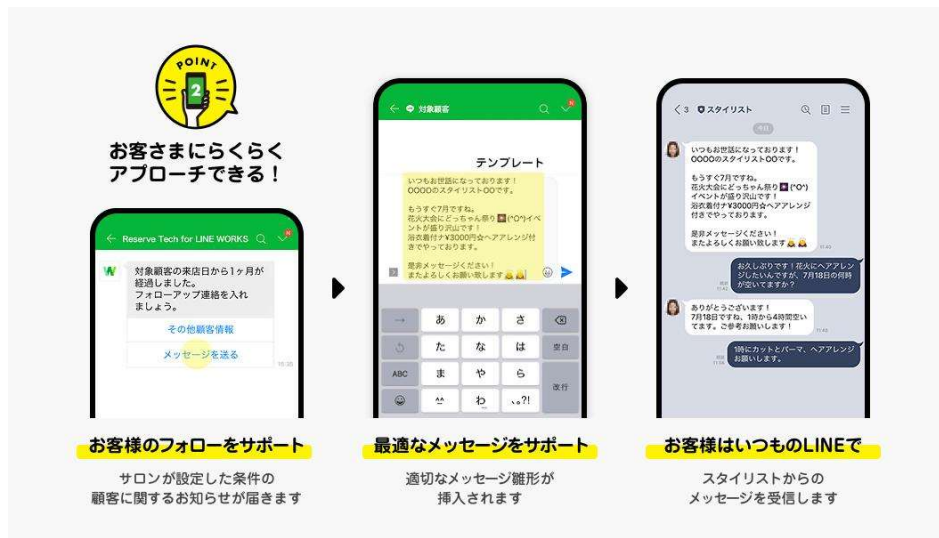 POINT
2
お客さまにらくらく
アプローチできる！
Reserve Tech for LINE WORKS
N
対象顧客の来店日から1ヶ月が
経過しました。
フォローアップ連絡を入れ
ましょう。
その他顧客情報
メッセージを送る
10:35
お客様のフォローをサポート
サロンが設定した条件の
顧客に関するお知らせが届きます
対象顧客
N
テンプレート
いつもお世話になっております！
OOOOのスタイリストOOです。
もうすぐ7月ですね。
花火大会にどっちゃん祭り🎆(^O^)イベ
ントが盛り沢山です！
浴衣着付ナ¥3000円☆ヘアアレンジ付
きでやっております。
是非メッセージください！
またよろしくお願い致します🙇🙇
→ あ か さ
た な は 空白
ABC ま や ら
改行
^^ わ 、。?!
最適なメッセージをサポート
適切なメッセージ雛形が
挿入されます
3 スタイリスト
今日
いつもお世話になっております！
OOOOのスタイリストOOです。
もうすぐ7月ですね。
花火大会にどっちゃん祭り🎆(^O^)
イベントが盛り沢山です！
浴衣着付ナ¥3000円☆ヘアアレンジ
付きでやっております。
是非メッセージください！
またよろしくお願い致します🙇🙇
11:40
お久しぶりです！花火にヘアアレン
ジしたいんですが、7月18日の何時
が空いてますか？
既読
11:42
ありがとうございます！
7月18日ですね、1時から4時間空い
てます。ご参考お願いします！
11:45
1時にカットとパーマ、ヘアアレンジ
お願いします。
既読
お客様はいつものLINEで
スタイリストからの
メッセージを受信します